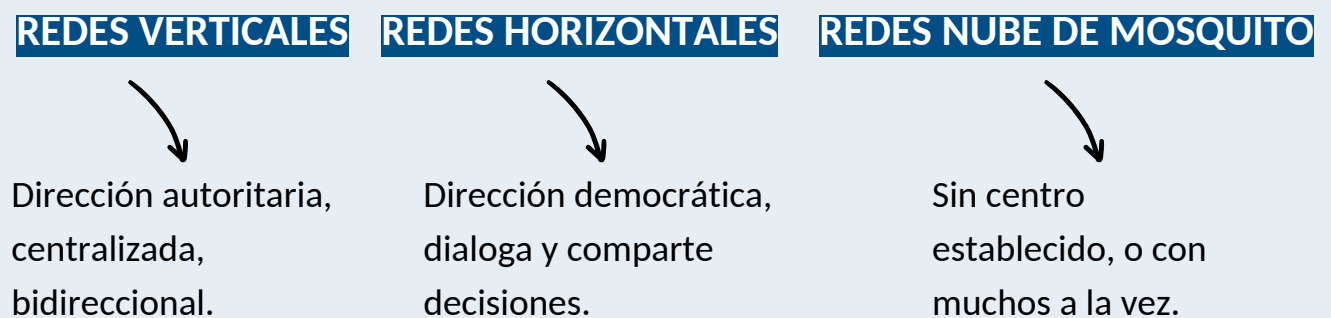 REDES VERTICALES
Dirección autoritaria,
centralizada,
bidireccional.
REDES HORIZONTALES
Dirección democrática,
dialoga y comparte
decisiones.
REDES NUBE DE MOSQUITO
Sin centro
establecido, o con
muchos a la vez.